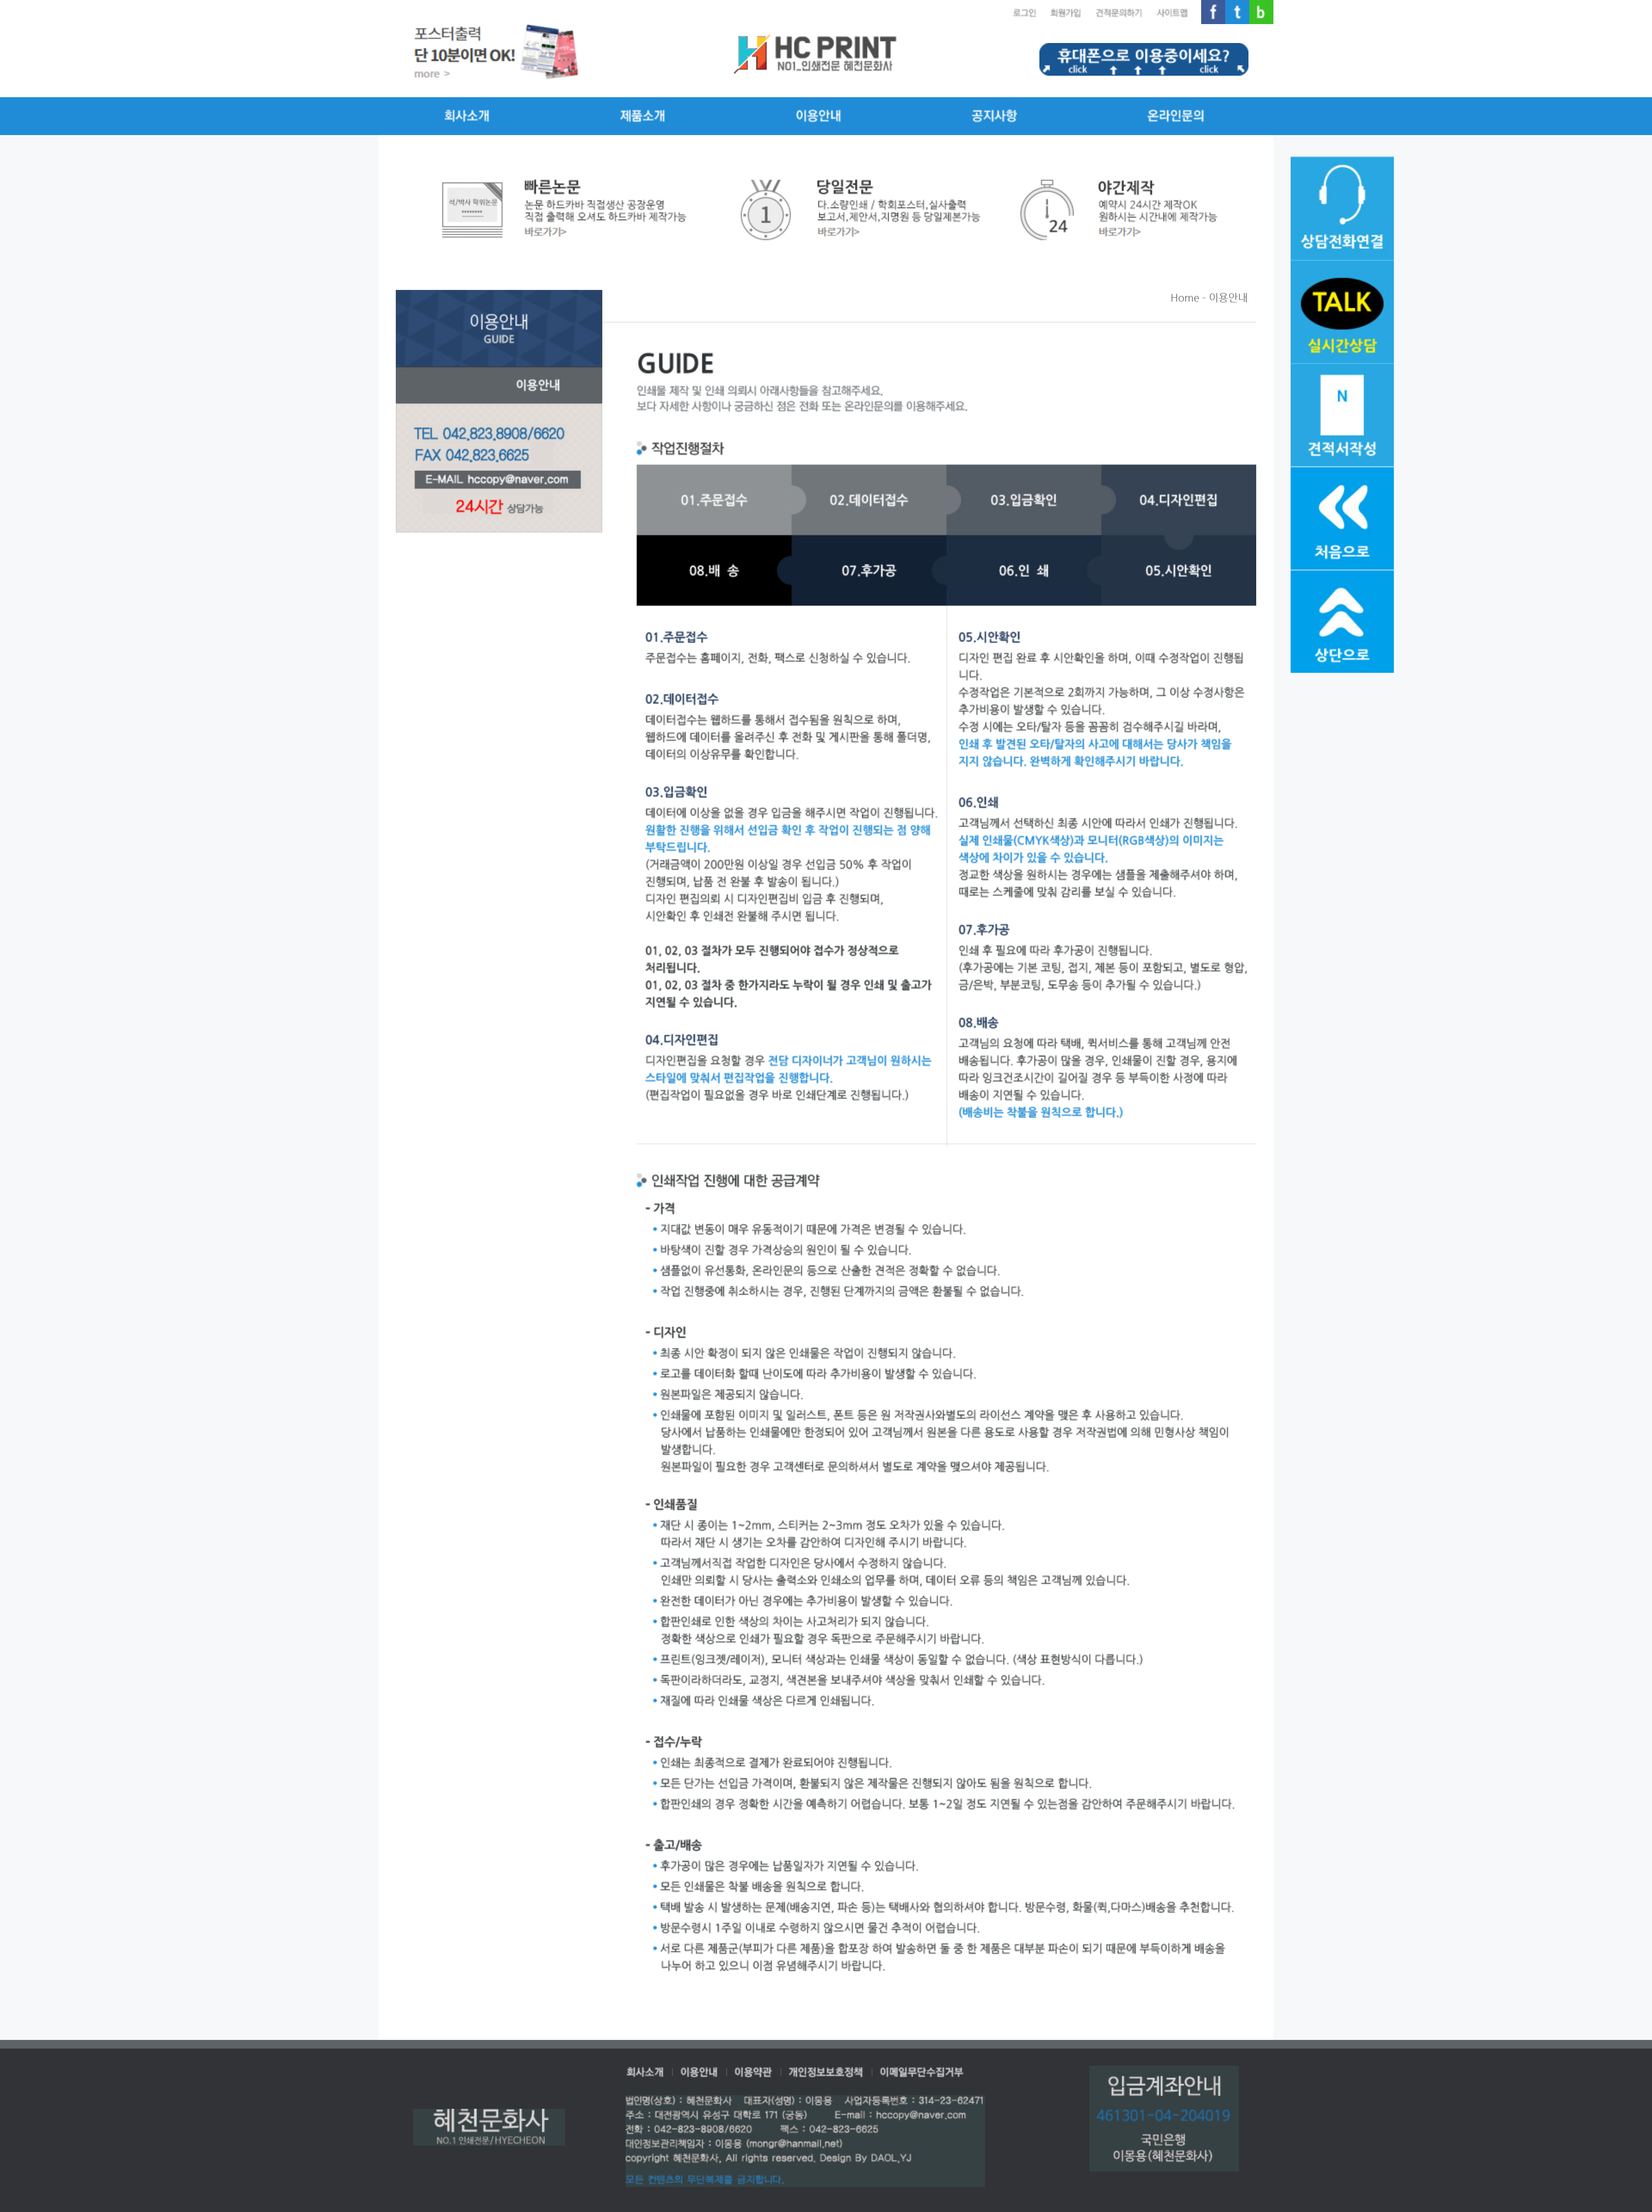 로그인 회원가입 견적문의하기 사이트맵 f t b
포스터출력
단 10분이면 OK!
more >
HC PRINT
NO1_인쇄전문 혜천문화사
휴대폰으로 이용중이세요?
click click
회사소개 제품소개 이용안내 공지사항 온라인문의
석/박사 학위논문
빠른논문
논문 하드카바 직접생산 공장운영
직접 출력해 오셔도 하드카바 제작가능
바로가기>
1
당일전문
다.소량인쇄 / 학회포스터,실사출력
보고서,제안서,지명원 등 당일제본가능
바로가기>
24
야간제작
예약시 24시간 제작OK
원하시는 시간내에 제작가능
바로가기>
상담전화연결
TALK
실시간상담
N
견적서작성
처음으로
상단으로
이용안내
GUIDE
이용안내
TEL 042.823.8908/6620
FAX 042.823.6625
E-MAIL hccopy@naver.com
24시간 상담가능
Home - 이용안내
GUIDE
인쇄물 제작 및 인쇄 의뢰시 아래사항들을 참고해주세요.
보다 자세한 사항이나 궁금하신 점은 전화 또는 온라인문의를 이용해주세요.
작업진행절차
01.주문접수 02.데이터접수 03.입금확인 04.디자인편집
08.배 송 07.후가공 06.인 쇄 05.시안확인
01.주문접수
주문접수는 홈페이지, 전화, 팩스로 신청하실 수 있습니다.
02.데이터접수
데이터접수는 웹하드를 통해서 접수됨을 원칙으로 하며,
웹하드에 데이터를 올려주신 후 전화 및 게시판을 통해 폴더명,
데이터의 이상유무를 확인합니다.
03.입금확인
데이터에 이상을 없을 경우 입금을 해주시면 작업이 진행됩니다.
원활한 진행을 위해서 선입금 확인 후 작업이 진행되는 점 양해
부탁드립니다.
(거래금액이 200만원 이상일 경우 선입금 50% 후 작업이
진행되며, 납품 전 완불 후 발송이 됩니다.)
디자인 편집의뢰 시 디자인편집비 입금 후 진행되며,
시안확인 후 인쇄전 완불해 주시면 됩니다.
01, 02, 03 절차가 모두 진행되어야 접수가 정상적으로
처리됩니다.
01, 02, 03 절차 중 한가지라도 누락이 될 경우 인쇄 및 출고가
지연될 수 있습니다.
04.디자인편집
디자인편집을 요청할 경우 전담 디자이너가 고객님이 원하시는
스타일에 맞춰서 편집작업을 진행합니다.
(편집작업이 필요없을 경우 바로 인쇄단계로 진행됩니다.)
05.시안확인
디자인 편집 완료 후 시안확인을 하며, 이때 수정작업이 진행됩
니다.
수정작업은 기본적으로 2회까지 가능하며, 그 이상 수정사항은
추가비용이 발생할 수 있습니다.
수정 시에는 오타/탈자 등을 꼼꼼히 검수해주시길 바라며,
인쇄 후 발견된 오타/탈자의 사고에 대해서는 당사가 책임을
지지 않습니다. 완벽하게 확인해주시기 바랍니다.
06.인쇄
고객님께서 선택하신 최종 시안에 따라서 인쇄가 진행됩니다.
실제 인쇄물(CMYK색상)과 모니터(RGB색상)의 이미지는
색상에 차이가 있을 수 있습니다.
정교한 색상을 원하시는 경우에는 샘플을 제출해주셔야 하며,
때로는 스케줄에 맞춰 감리를 보실 수 있습니다.
07.후가공
인쇄 후 필요에 따라 후가공이 진행됩니다.
(후가공에는 기본 코팅, 접지, 제본 등이 포함되고, 별도로 형압,
금/은박, 부분코팅, 도무송 등이 추가될 수 있습니다.)
08.배송
고객님의 요청에 따라 택배, 퀵서비스를 통해 고객님께 안전
배송됩니다. 후가공이 많을 경우, 인쇄물이 진할 경우, 용지에
따라 잉크건조시간이 길어질 경우 등 부득이한 사정에 따라
배송이 지연될 수 있습니다.
(배송비는 착불을 원칙으로 합니다.)
인쇄작업 진행에 대한 공급계약
- 가격
• 지대값 변동이 매우 유동적이기 때문에 가격은 변경될 수 있습니다.
• 바탕색이 진할 경우 가격상승의 원인이 될 수 있습니다.
• 샘플없이 유선통화, 온라인문의 등으로 산출한 견적은 정확할 수 없습니다.
• 작업 진행중에 취소하시는 경우, 진행된 단계까지의 금액은 환불될 수 없습니다.
- 디자인
• 최종 시안 확정이 되지 않은 인쇄물은 작업이 진행되지 않습니다.
• 로고를 데이터화 할때 난이도에 따라 추가비용이 발생할 수 있습니다.
• 원본파일은 제공되지 않습니다.
• 인쇄물에 포함된 이미지 및 일러스트, 폰트 등은 원 저작권사와별도의 라이선스 계약을 맺은 후 사용하고 있습니다.
당사에서 납품하는 인쇄물에만 한정되어 있어 고객님께서 원본을 다른 용도로 사용할 경우 저작권법에 의해 민형사상 책임이
발생합니다.
원본파일이 필요한 경우 고객센터로 문의하셔서 별도로 계약을 맺으셔야 제공됩니다.
- 인쇄품질
• 재단 시 종이는 1~2mm, 스티커는 2~3mm 정도 오차가 있을 수 있습니다.
따라서 재단 시 생기는 오차를 감안하여 디자인해 주시기 바랍니다.
• 고객님께서직접 작업한 디자인은 당사에서 수정하지 않습니다.
인쇄만 의뢰할 시 당사는 출력소와 인쇄소의 업무를 하며, 데이터 오류 등의 책임은 고객님께 있습니다.
• 완전한 데이터가 아닌 경우에는 추가비용이 발생할 수 있습니다.
• 합판인쇄로 인한 색상의 차이는 사고처리가 되지 않습니다.
정확한 색상으로 인쇄가 필요할 경우 독판으로 주문해주시기 바랍니다.
• 프린트(잉크젯/레이저), 모니터 색상과는 인쇄물 색상이 동일할 수 없습니다. (색상 표현방식이 다릅니다.)
• 독판이라하더라도, 교정지, 색견본을 보내주셔야 색상을 맞춰서 인쇄할 수 있습니다.
• 재질에 따라 인쇄물 색상은 다르게 인쇄됩니다.
- 접수/누락
• 인쇄는 최종적으로 결제가 완료되어야 진행됩니다.
• 모든 단가는 선입금 가격이며, 환불되지 않은 제작물은 진행되지 않아도 됨을 원칙으로 합니다.
• 합판인쇄의 경우 정확한 시간을 예측하기 어렵습니다. 보통 1~2일 정도 지연될 수 있는점을 감안하여 주문해주시기 바랍니다.
- 출고/배송
• 후가공이 많은 경우에는 납품일자가 지연될 수 있습니다.
• 모든 인쇄물은 착불 배송을 원칙으로 합니다.
• 택배 발송 시 발생하는 문제(배송지연, 파손 등)는 택배사와 협의하셔야 합니다. 방문수령, 화물(퀵,다마스)배송을 추천합니다.
• 방문수령시 1주일 이내로 수령하지 않으시면 물건 추적이 어렵습니다.
• 서로 다른 제품군(부피가 다른 제품)을 합포장 하여 발송하면 둘 중 한 제품은 대부분 파손이 되기 때문에 부득이하게 배송을
나누어 하고 있으니 이점 유념해주시기 바랍니다.
회사소개 | 이용안내 | 이용약관 | 개인정보보호정책 | 이메일무단수집거부
혜천문화사
NO.1 인쇄전문/HYECHEON
법인명(상호) : 혜천문화사 대표자(성명) : 이몽용 사업자등록번호 : 314-23-62471
주소 : 대전광역시 유성구 대학로 171 (궁동) E-mail : hccopy@naver.com
전화 : 042-823-8908/6620 팩스 : 042-823-6625
개인정보관리책임자 : 이몽용 (mongr@hanmail.net)
copyright 혜천문화사. All rights reserved. Design By DAOL.YJ
모든 컨텐츠의 무단복제를 금지합니다.
입금계좌안내
461301-04-204019
국민은행
이몽용(혜천문화사)